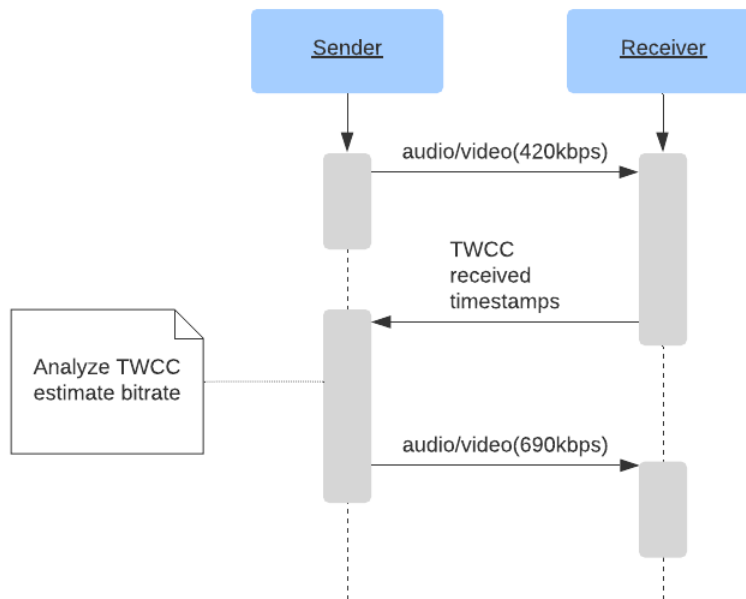 Sender
Receiver
audio/video(420kbps)
TWCC
received
timestamps
Analyze TWCC
estimate bitrate
audio/video(690kbps)